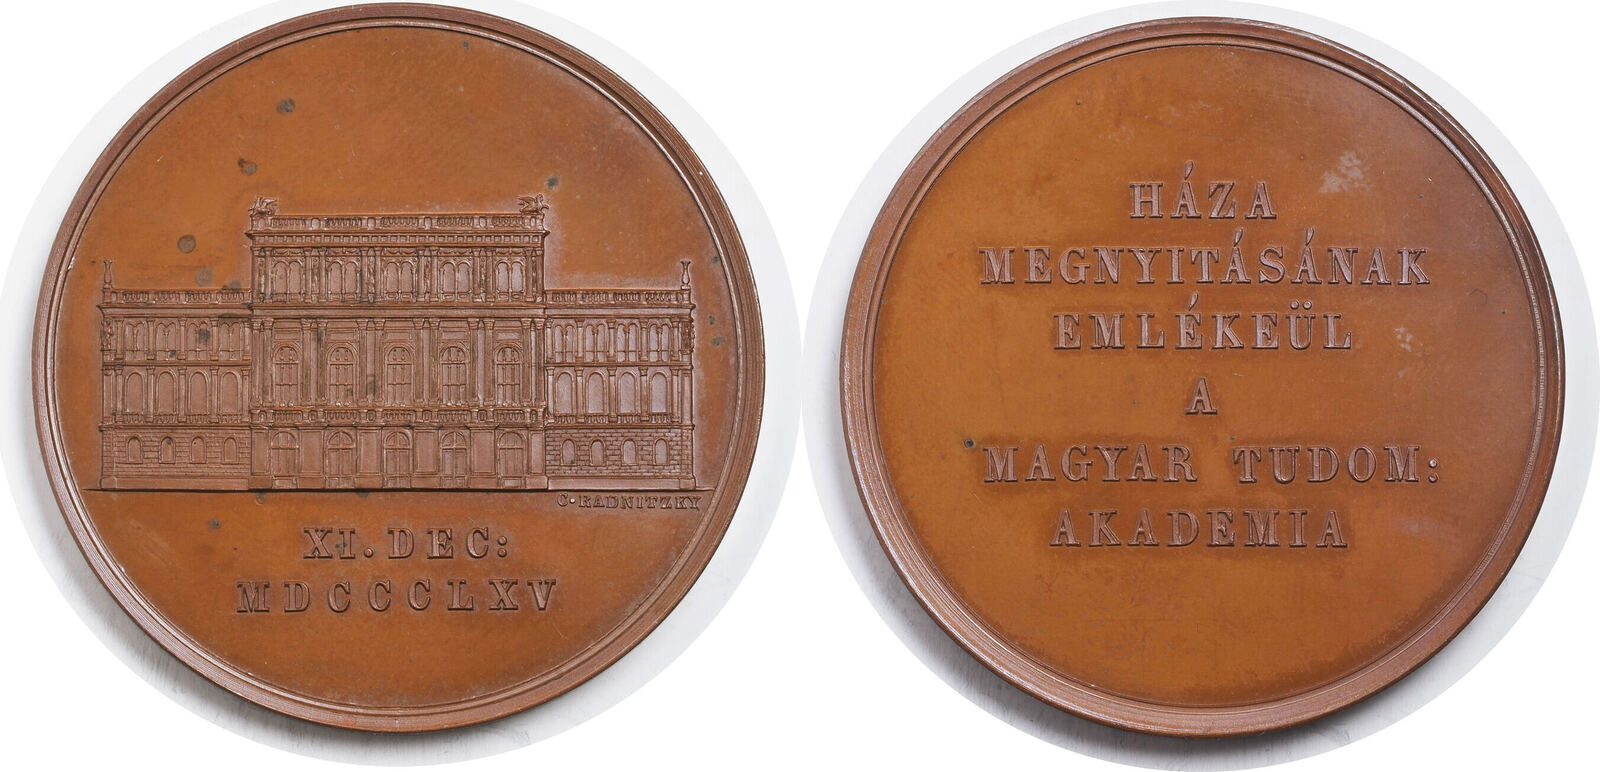 C·RADNITZKY
XI. DEC:
MDCCCLXV
HÁZA
MEGNYITÁSÁNAK
EMLÉKEÜL
A
MAGYAR TUDOM:
AKADEMIA